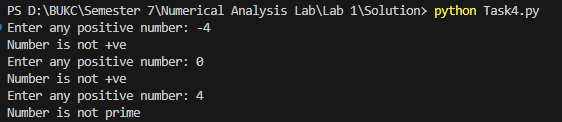 PS D:\BUKC\Semester 7\Numerical Analysis Lab\Lab 1\Solution> python Task4.py
Enter any positive number: -4
Number is not +ve
Enter any positive number: 0
Number is not +ve
Enter any positive number: 4
Number is not prime